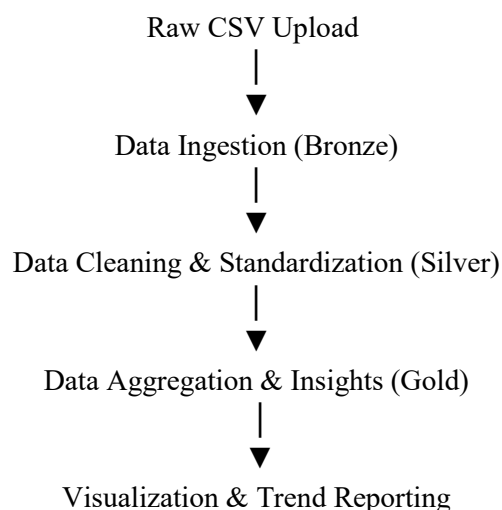 Raw CSV Upload
Data Ingestion (Bronze)
Data Cleaning & Standardization (Silver)
Data Aggregation & Insights (Gold)
Visualization & Trend Reporting